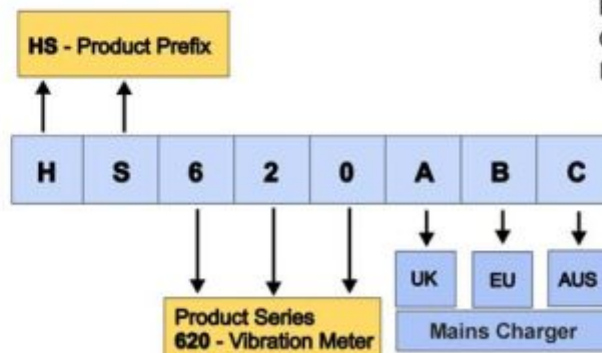 HS - Product Prefix
H S 6 2 0 A B C
UK EU AUS
Product Series
620 - Vibration Meter
Mains Charger